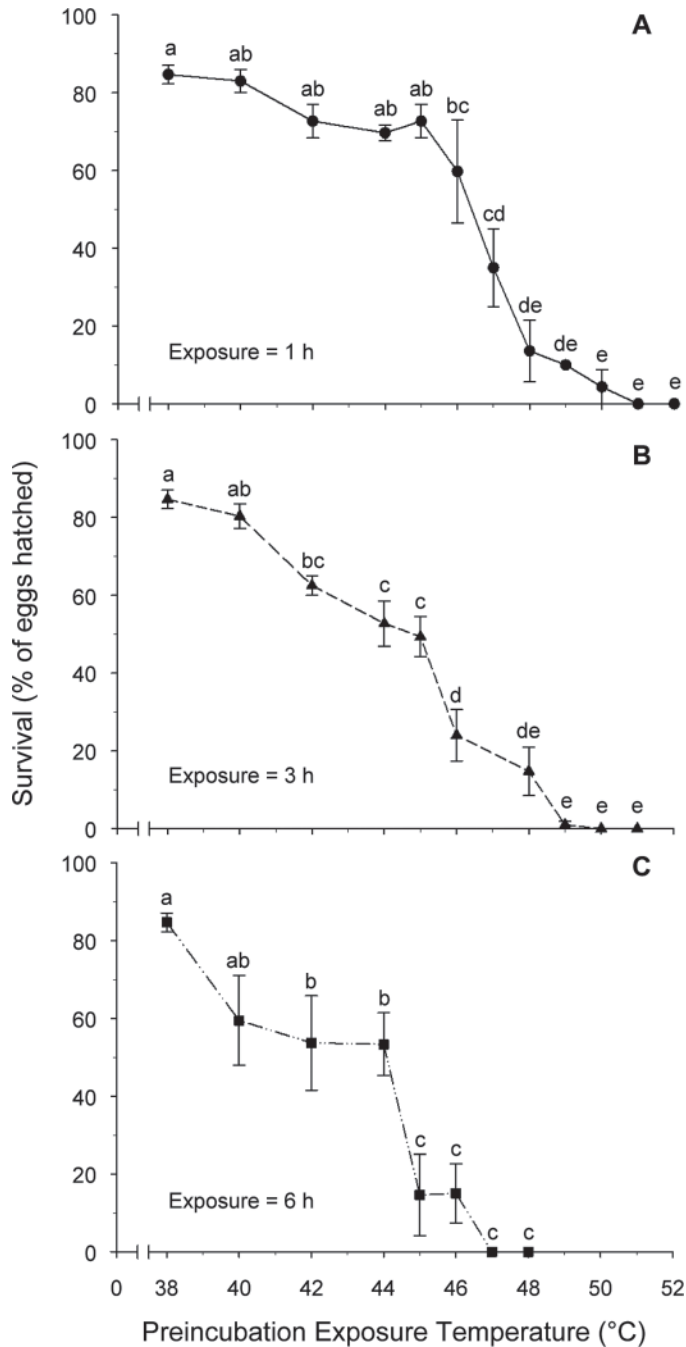 A
100
80
60
40
20
0
a
ab
ab
ab
ab
bc
cd
de
de
e
e
e
Exposure = 1 h
B
100
80
60
40
20
0
a
ab
bc
c
c
d
de
e
e
e
Exposure = 3 h
Survival (% of eggs hatched)
C
100
80
60
40
20
0
a
ab
b
b
c
c
c
c
Exposure = 6 h
0 38 40 42 44 46 48 50 52
Preincubation Exposure Temperature (°C)